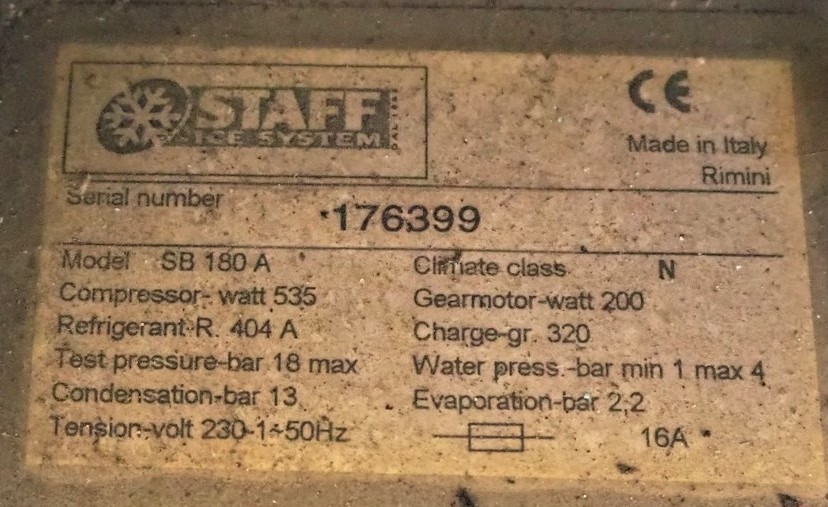 STAFF
ICE SYSTEM
CE
Made in Italy
Rimini
Serial number
176399
Model SB 180 A
Climate class N
Compressor- watt 535
Gearmotor-watt 200
Refrigerant-R. 404 A
Charge-gr. 320
Test pressure-bar 18 max
Water press.-bar min 1 max 4
Condensation-bar 13
Evaporation-bar 2,2
Tension-volt 230-1~50Hz
16A